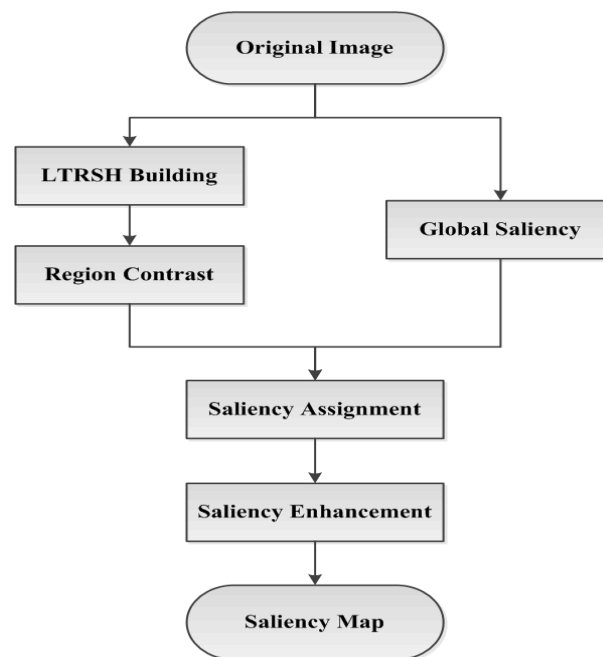 Original Image
LTRSH Building
Global Saliency
Region Contrast
Saliency Assignment
Saliency Enhancement
Saliency Map